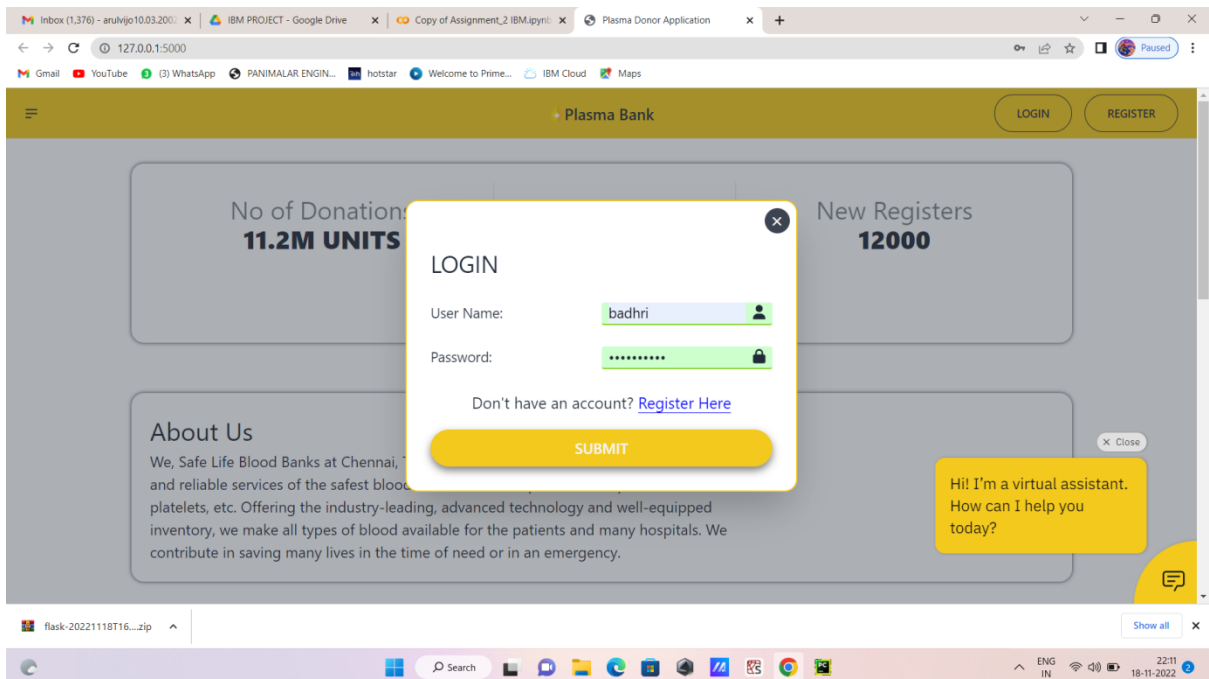 Inbox (1,376) - arulvijo10.03.2002
IBM PROJECT - Google Drive
Copy of Assignment_2 IBM.ipynb
Plasma Donor Application
127.0.0.1:5000
Paused
Gmail
YouTube
(3) WhatsApp
PANIMALAR ENGIN...
hotstar
Welcome to Prime...
IBM Cloud
Maps
Plasma Bank
LOGIN
REGISTER
No of Donations
11.2M UNITS
New Registers
12000
LOGIN
User Name:
badhri
Password:
••••••••••
Don't have an account? Register Here
SUBMIT
About Us
We, Safe Life Blood Banks at Chennai,
and reliable services of the safest blood
platelets, etc. Offering the industry-leading, advanced technology and well-equipped
inventory, we make all types of blood available for the patients and many hospitals. We
contribute in saving many lives in the time of need or in an emergency.
× Close
Hi! I'm a virtual assistant.
How can I help you
today?
flask-20221118T16....zip
Show all
Search
ENG
IN
22:11
18-11-2022
2